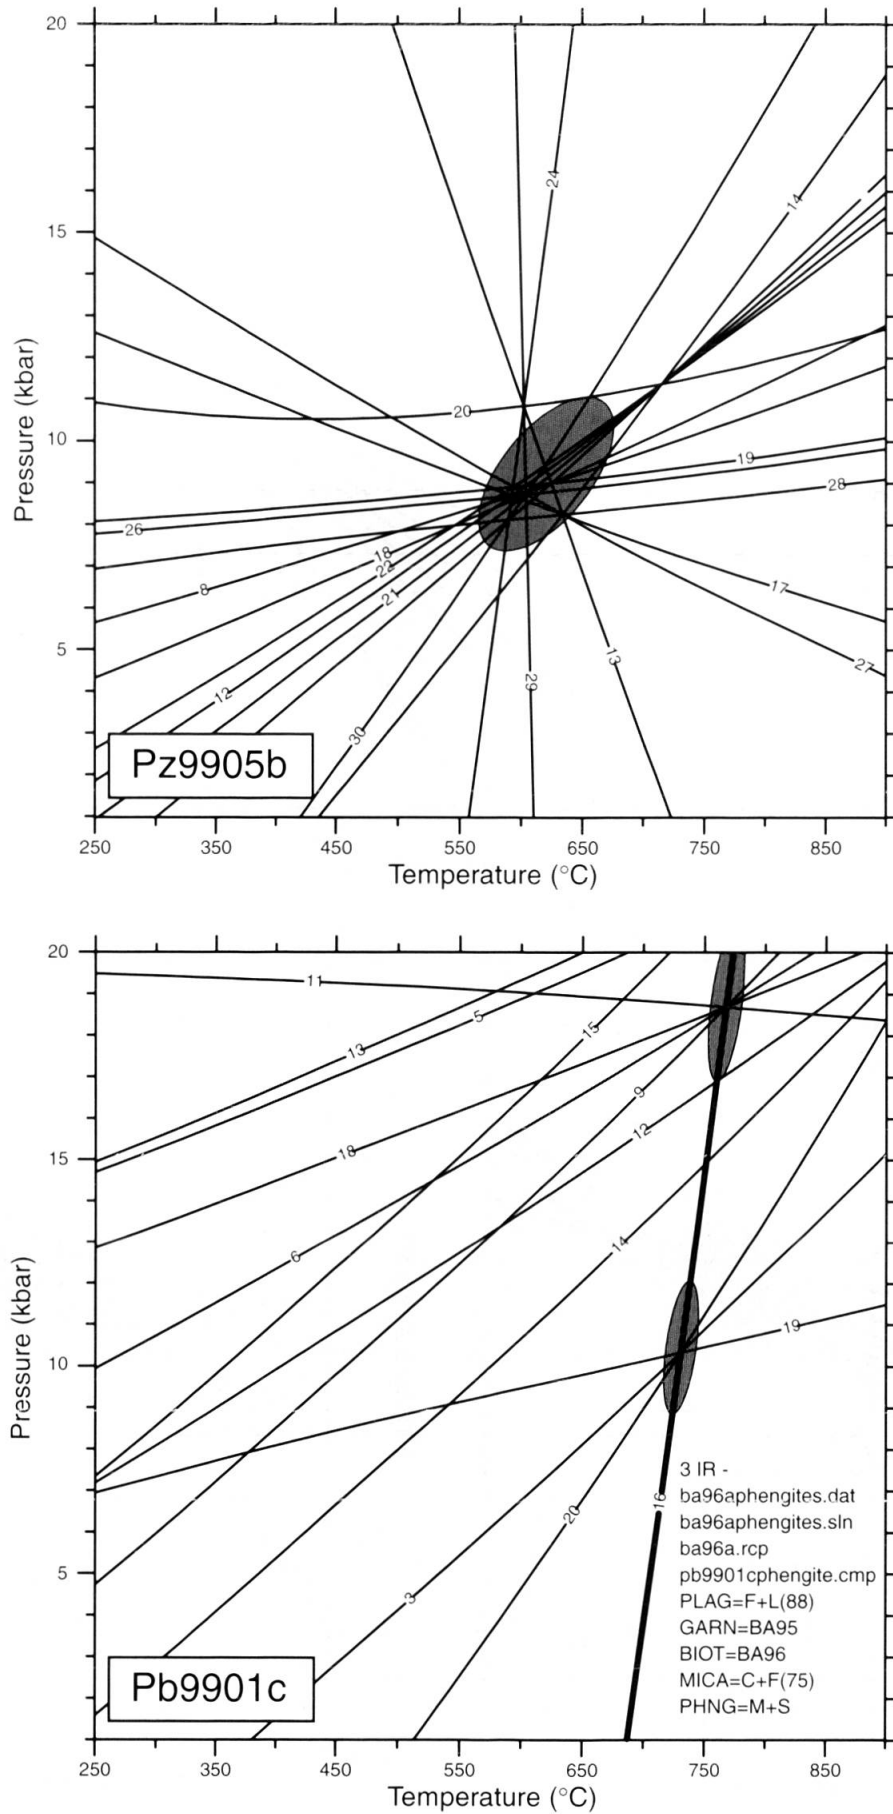 20
24
14
15
Pressure (kbar)
10
20
19
28
26
18
22
8
21
17
13
27
12
29
5
30
Pz9905b
250 350 450 550 650 750 850
Temperature (°C)
20
11
5
15
13
9
12
15
18
6
14
Pressure (kbar)
10
19
3 IR -
ba96aphengites.dat
16
20
ba96aphengites.sln
ba96a.rcp
5
pb9901cphengite.cmp
3
PLAG=F+L(88)
GARN=BA95
BIOT=BA96
Pb9901c
MICA=C+F(75)
PHNG=M+S
250 350 450 550 650 750 850
Temperature (°C)